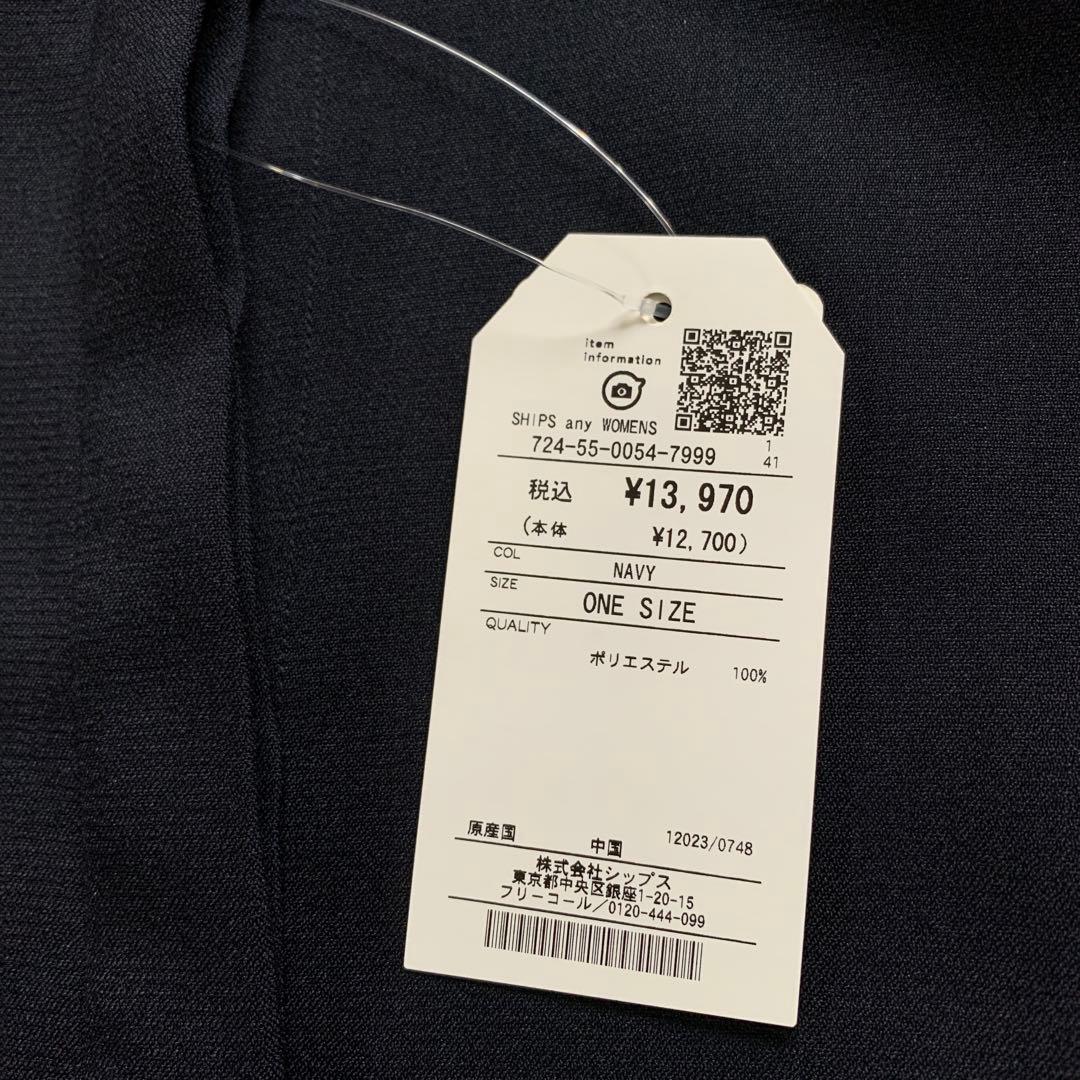 item
information
SHIPS any WOMENS
724-55-0054-7999
1
41
税込 ¥13,970
(本体 ¥12,700)
COL
NAVY
SIZE
ONE SIZE
QUALITY
ポリエステル 100%
原産国 中国 12023/0748
株式会社シップス
東京都中央区銀座1-20-15
フリーコール/0120-444-099